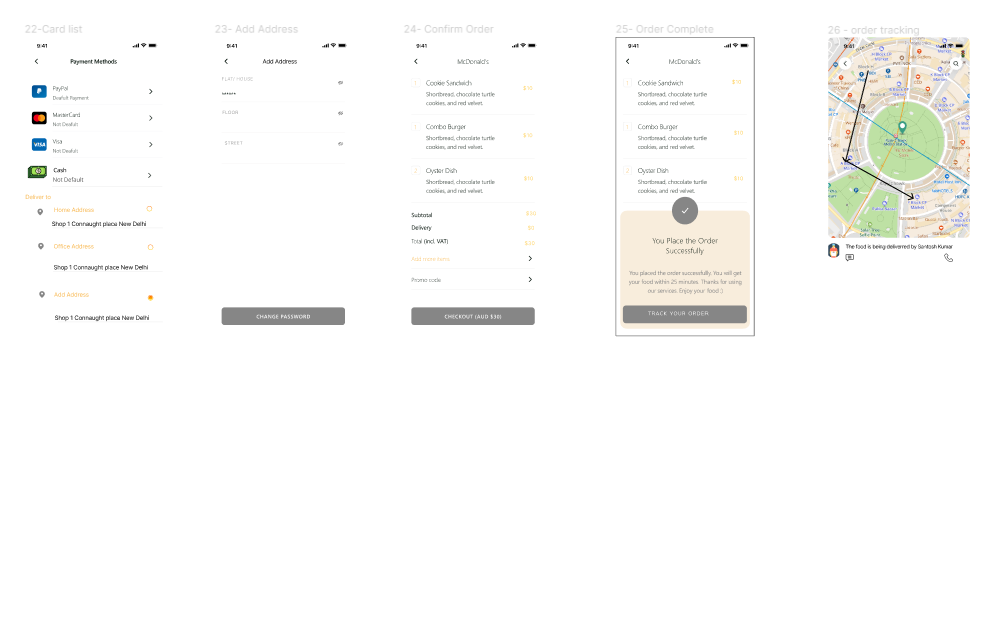 22-Card list
9:41
Payment Methods
PayPal
Deafult Payment
MasterCard
Not Deafult
VISA
Visa
Not Deafult
Cash
Not Default
Deliver to
Home Address
Shop 1 Connaught place New Delhi
Office Address
Shop 1 Connaught place New Delhi
Add Address
Shop 1 Connaught place New Delhi
23- Add Address
9:41
Add Address
FLAT/ HOUSE
••••••
FLOOR
STREET
CHANGE PASSWORD
24- Confirm Order
9:41
McDonald's
1
Cookie Sandwich
$10
Shortbread, chocolate turtle
cookies, and red velvet.
1
Combo Burger
$10
Shortbread, chocolate turtle
cookies, and red velvet.
2
Oyster Dish
$10
Shortbread, chocolate turtle
cookies, and red velvet.
Subtotal
Delivery
$0
Total (incl. VAT)
Add more items
Promo code
CHECKOUT (AUD $30)
25- Order Complete
9:41
McDonald's
Cookie Sandwich
$10
Shortbread, chocolate turtle
cookies, and red velvet.
Combo Burger
$10
Shortbread, chocolate turtle
cookies, and red velvet.
Oyster Dish
$10
Shortbread, chocolate turtle
cookies, and red velvet.
You Place the Order
Successfully
You placed the order successfully. You will get
your food within 25 minutes. Thanks for using
our services. Enjoy your food :)
TRACK YOUR ORDER
26 - order tracking
9:41
Block CP
Market
The food is being deliverred by Santosh Kumar